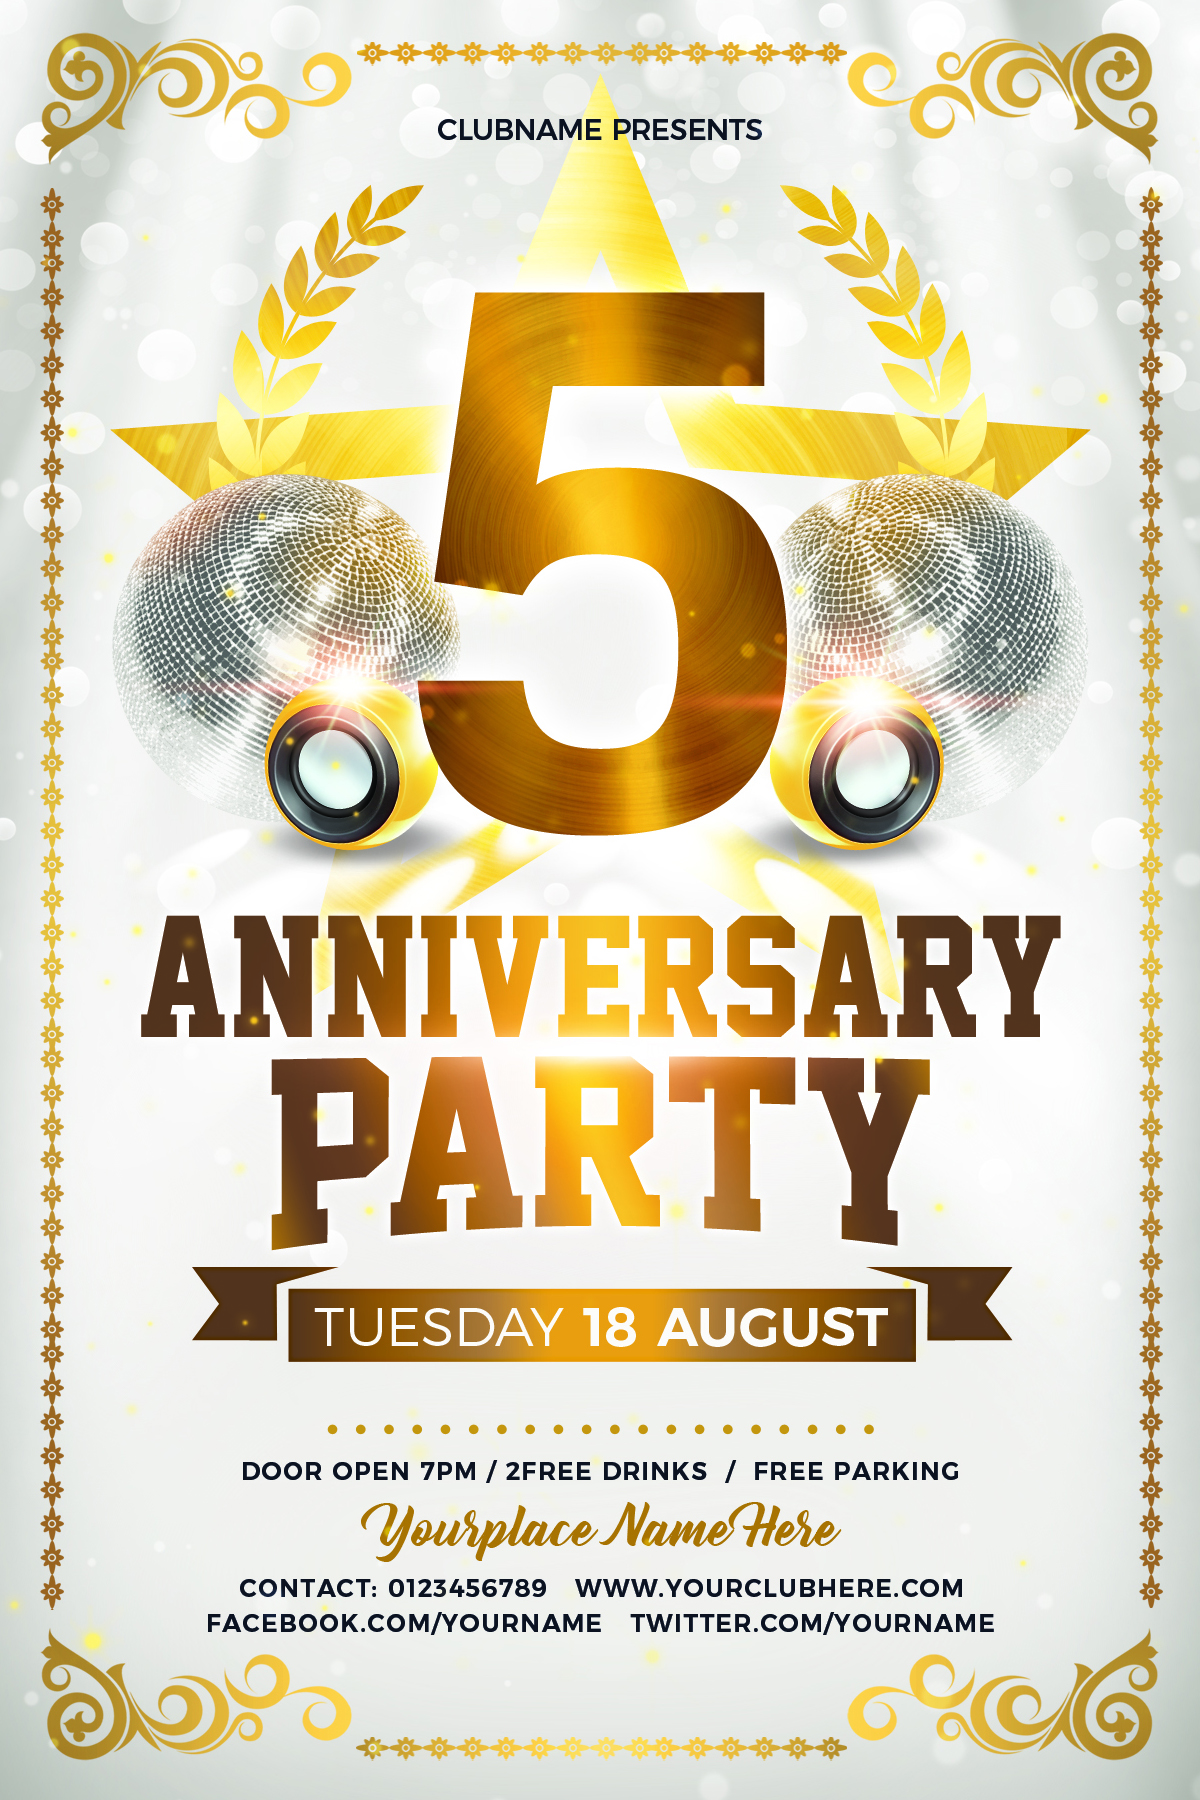 CLUBNAME PRESENTS
5
ANNIVERSARY
PARTY
TUESDAY 18 AUGUST
DOOR OPEN 7PM / 2FREE DRINKS / FREE PARKING
Yourplace Name Here
CONTACT: 0123456789 WWW.YOURCLUBHERE.COM
FACEBOOK.COM/YOURNAME TWITTER.COM/YOURNAME